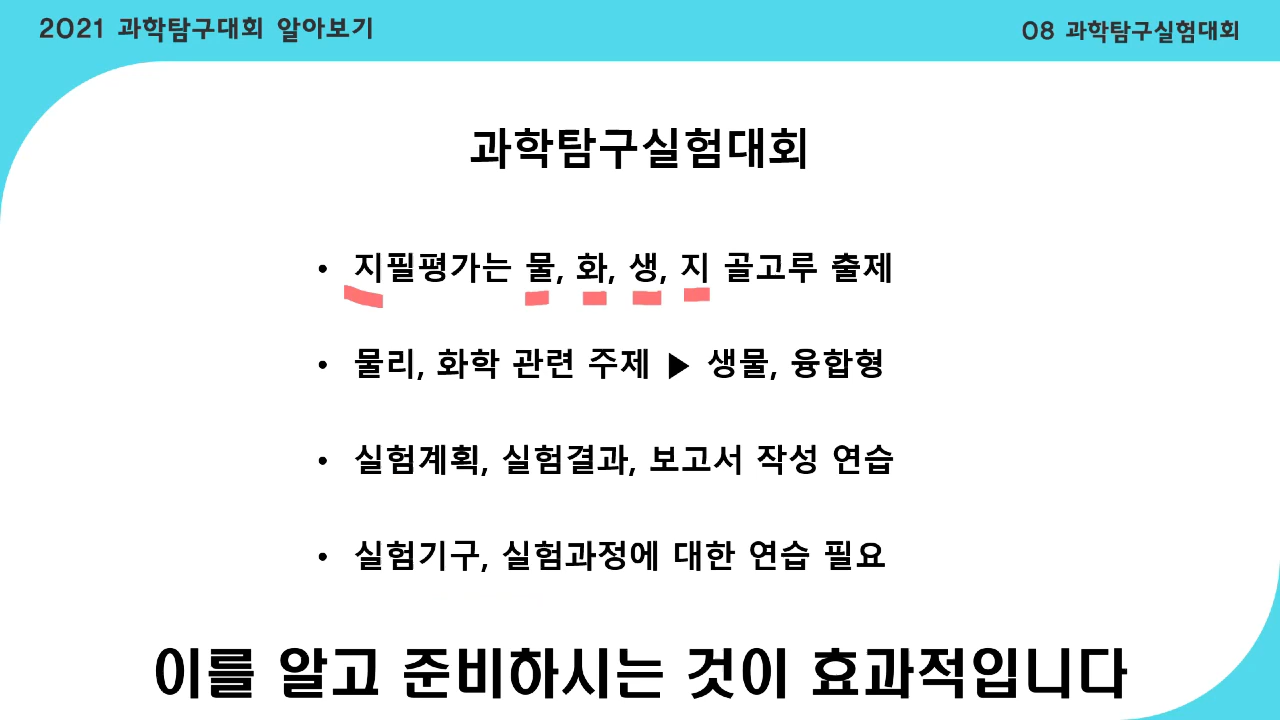 2021 과학탐구대회 알아보기
08 과학탐구실험대회
과학탐구실험대회
• 지필평가는 물, 화, 생, 지 골고루 출제
• 물리, 화학 관련 주제 ▶ 생물, 융합형
• 실험계획, 실험결과, 보고서 작성 연습
• 실험기구, 실험과정에 대한 연습 필요
이를 알고 준비하시는 것이 효과적입니다